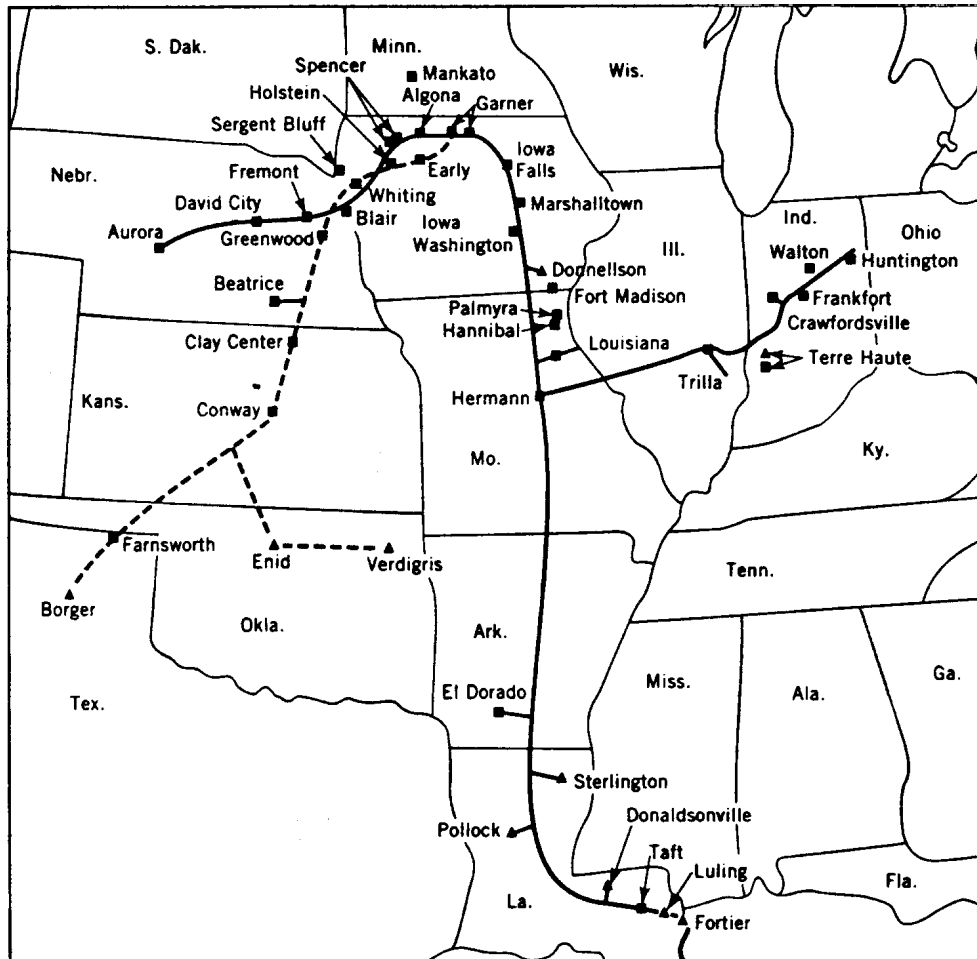 S. Dak.
Minn.
Spencer
Mankato
Wis.
Holstein
Algona
Garner
Sergent Bluff
Iowa
Falls
Early
Nebr.
Fremont
Whiting
David City
Blair
Marshalltown
Ind.
Aurora
Greenwood
Iowa
Washington
Ill.
Walton
Ohio
Huntington
Donnellson
Beatrice
Fort Madison
Frankfort
Palmyra
Crawfordsville
Hannibal
Clay Center
Louisiana
Terre Haute
Trilla
Kans.
Hermann
Conway
Mo.
Ky.
Farnsworth
Enid
Verdigris
Tenn.
Borger
Okla.
Ark.
Miss.
Ala.
Ga.
El Dorado
Tex.
Sterlington
Donaldsonville
Pollock
Taft
Luling
Fla.
La.
Fortier